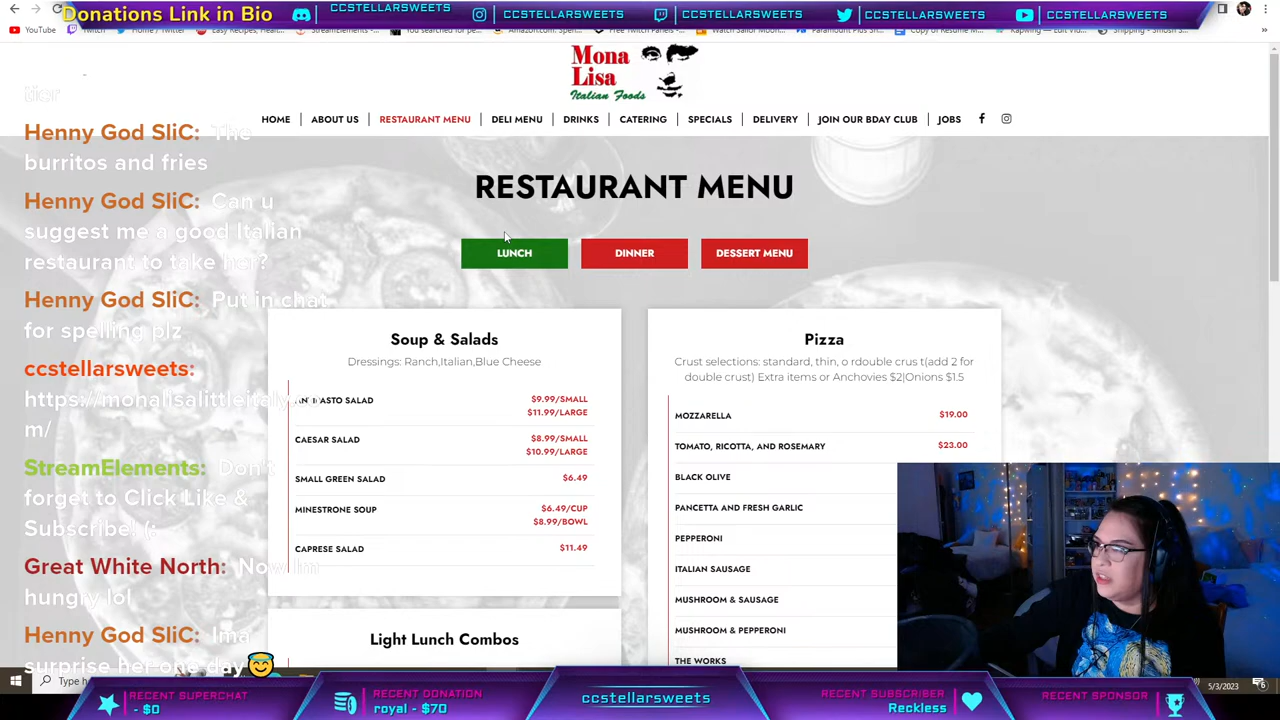 Donations Link in Bio
CCSTELLARSWEETS
CCSTELLARSWEETS
CCSTELLARSWEETS
CCSTELLARSWEETS
CCSTELLARSWEETS
YouTube
Twitch
Mona
Lisa
Italian Foods
HOME
ABOUT US
RESTAURANT MENU
DELI MENU
DRINKS
CATERING
SPECIALS
DELIVERY
JOIN OUR BDAY CLUB
JOBS
RESTAURANT MENU
LUNCH
DINNER
DESSERT MENU
tier
Henny God SliC: The
burritos and fries
Henny God SliC: Can u
suggest me a good Italian
restaurant to take her?
Henny God SliC: Put in chat
for spelling plz
ccstellarsweets:
https://monalisalittleitaly.co
m/
StreamElements: Don't
forget to Click Like &
Subscribe! (;
Great White North: Now Im
hungry lol
Henny God SliC: Ima
surprise her one day
Soup & Salads
Dressings: Ranch,Italian,Blue Cheese
ANTIPASTO SALAD $9.99/SMALL
$11.99/LARGE
CAESAR SALAD $8.99/SMALL
$10.99/LARGE
SMALL GREEN SALAD $6.49
MINESTRONE SOUP $6.49/CUP
$8.99/BOWL
CAPRESE SALAD $11.49
Light Lunch Combos
Pizza
Crust selections: standard, thin, o rdouble crus t(add 2 for
double crust) Extra items or Anchovies $2|Onions $1.5
MOZZARELLA $19.00
TOMATO, RICOTTA, AND ROSEMARY $23.00
BLACK OLIVE
PANCETTA AND FRESH GARLIC
PEPPERONI
ITALIAN SAUSAGE
MUSHROOM & SAUSAGE
MUSHROOM & PEPPERONI
THE WORKS
Type h
5/3/2023
RECENT SUPERCHAT
- $0
RECENT DONATION
royal - $70
ccstellarsweets
RECENT SUBSCRIBER
Reckless
RECENT SPONSOR